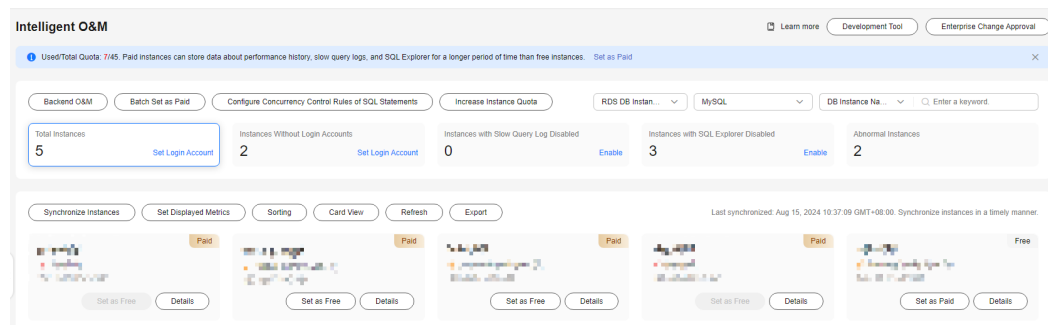 Intelligent O&M
Learn more
Development Tool
Enterprise Change Approval
Used/Total Quota: 7/45. Paid instances can store data about performance history, slow query logs, and SQL Explorer for a longer period of time than free instances. Set as Paid
Backend O&M
Batch Set as Paid
Configure Concurrency Control Rules of SQL Statements
Increase Instance Quota
RDS DB Instan...
MySQL
DB Instance Na...
Enter a keyword.
Total Instances
5
Set Login Account
Instances Without Login Accounts
2
Set Login Account
Instances with Slow Query Log Disabled
0
Enable
Instances with SQL Explorer Disabled
3
Enable
Abnormal Instances
2
Synchronize Instances
Set Displayed Metrics
Sorting
Card View
Refresh
Export
Last synchronized: Aug 15, 2024 10:37:09 GMT+08:00. Synchronize instances in a timely manner.
Paid
Set as Free
Details
Paid
Set as Free
Details
Paid
Set as Free
Details
Paid
Set as Free
Details
Free
Set as Paid
Details